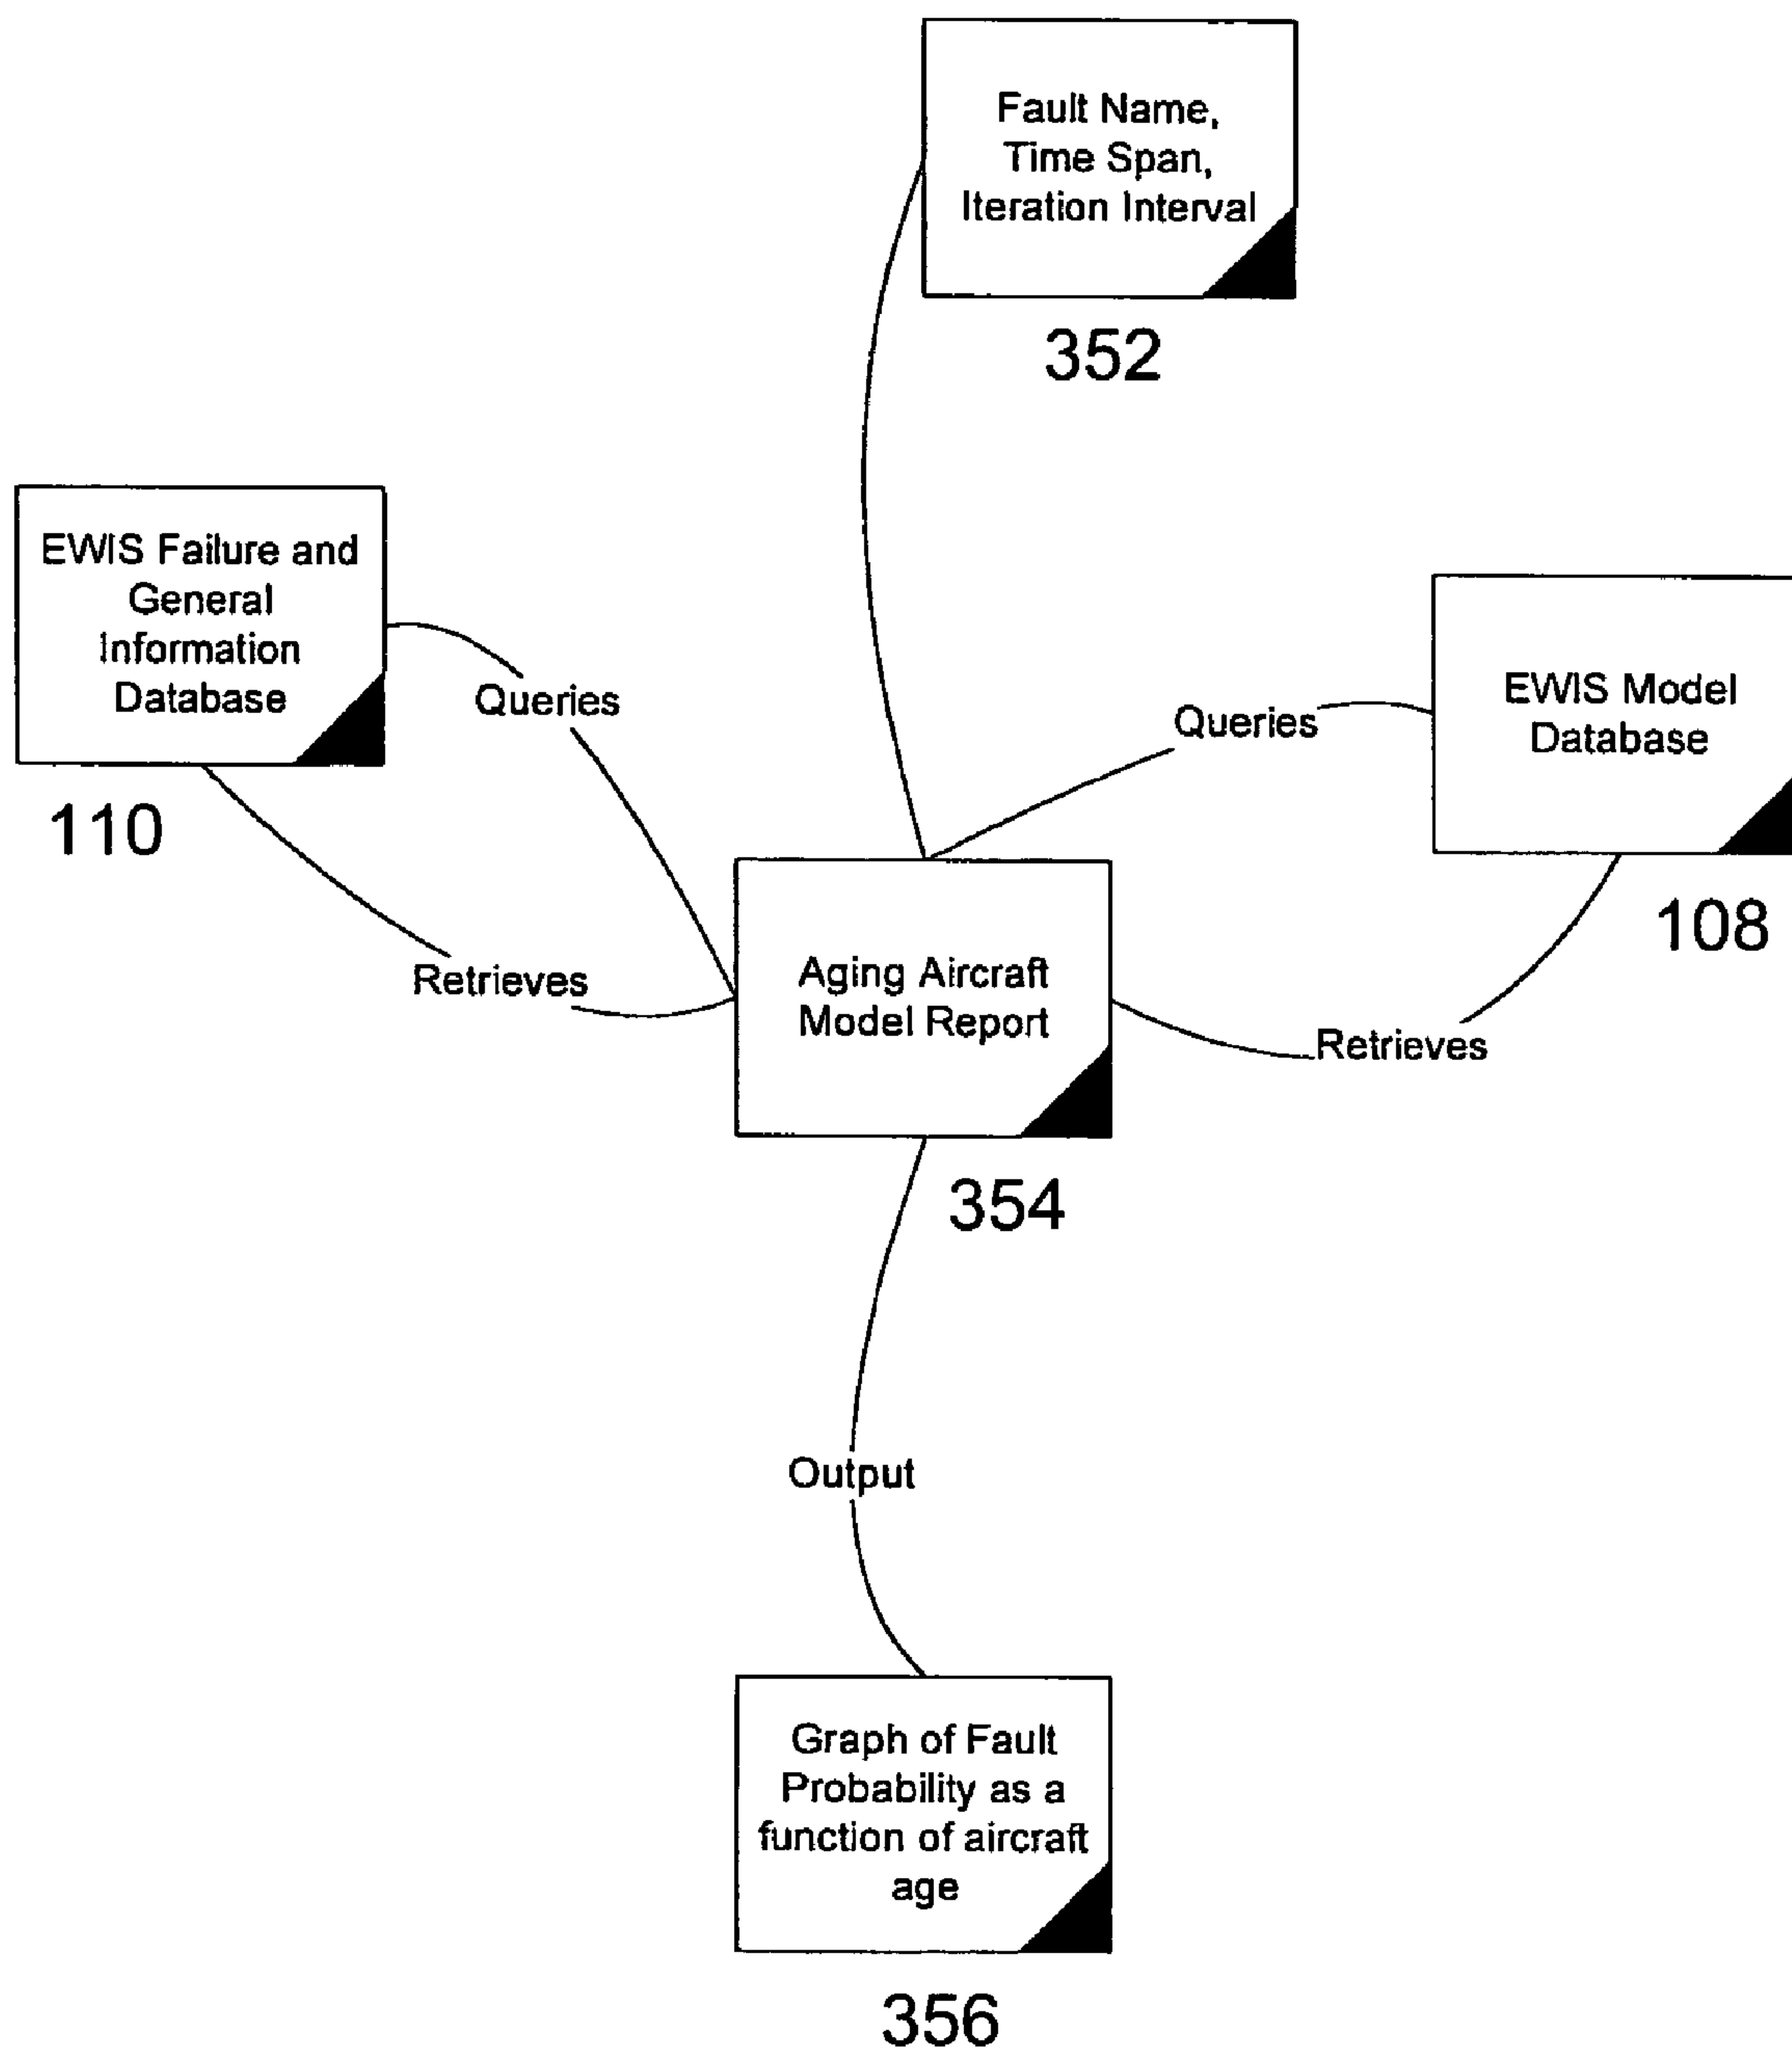 Fault Name,
Time Span,
Iteration Interval
352
EWIS Failure and
General
Information
Database
110
Queries
Retrieves
Queries
EWIS Model
Database
108
Retrieves
Aging Aircraft
Model Report
354
Output
Graph of Fault
Probability as a
function of aircraft
age
356